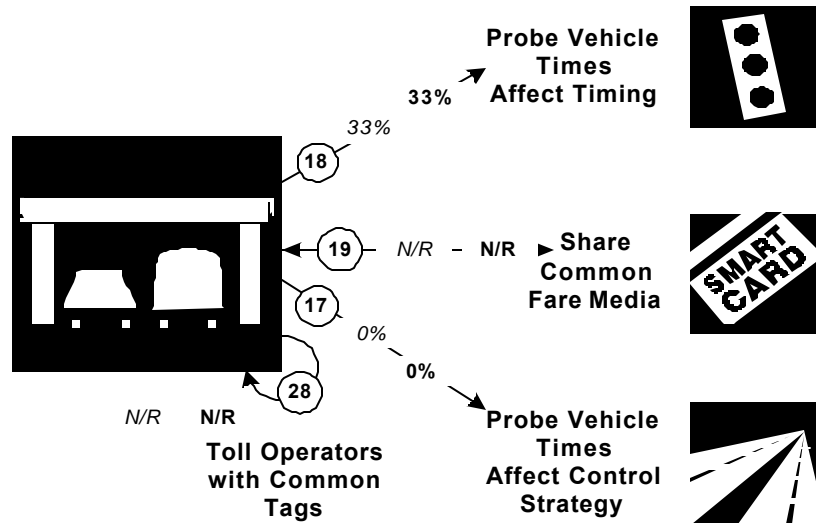 Probe Vehicle
Times
Affect Timing
33%
33%
18
19
N/R – N/R
Share
Common
Fare Media
SMART
CARD
17
0%
0%
28
N/R N/R
Toll Operators
with Common
Tags
Probe Vehicle
Times
Affect Control
Strategy